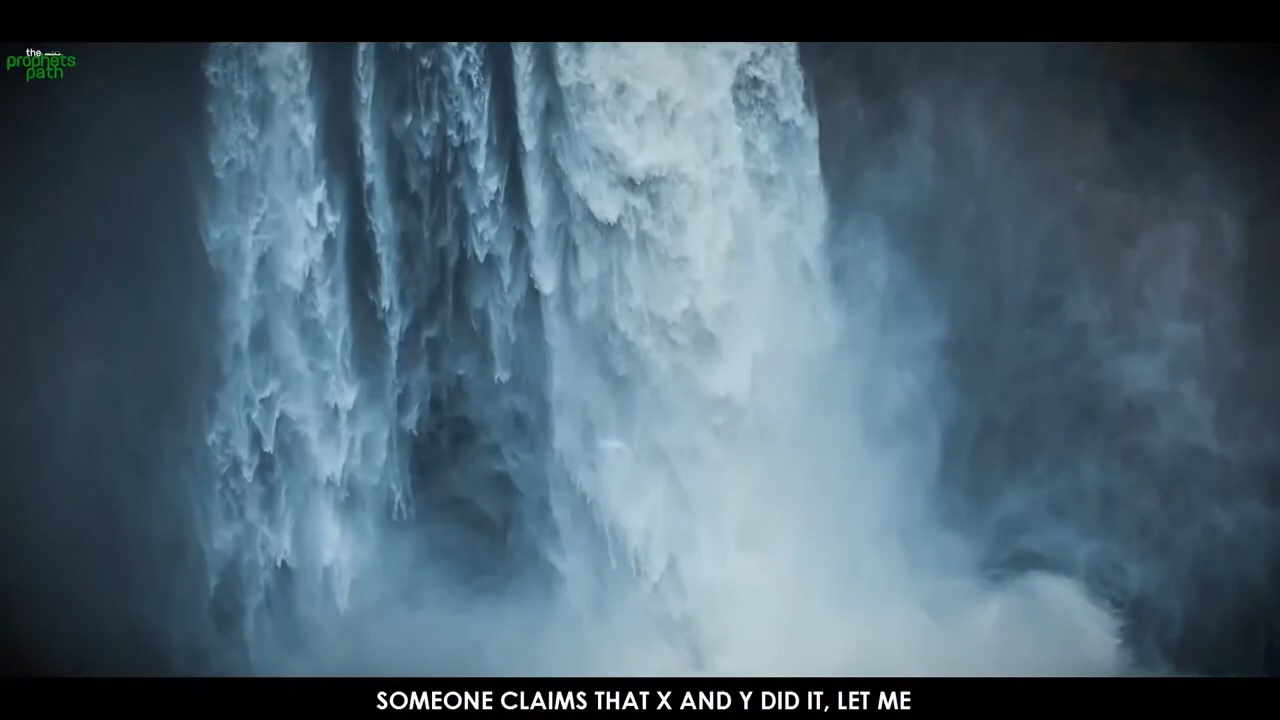 the
prophets
path
SOMEONE CLAIMS THAT X AND Y DID IT, LET ME